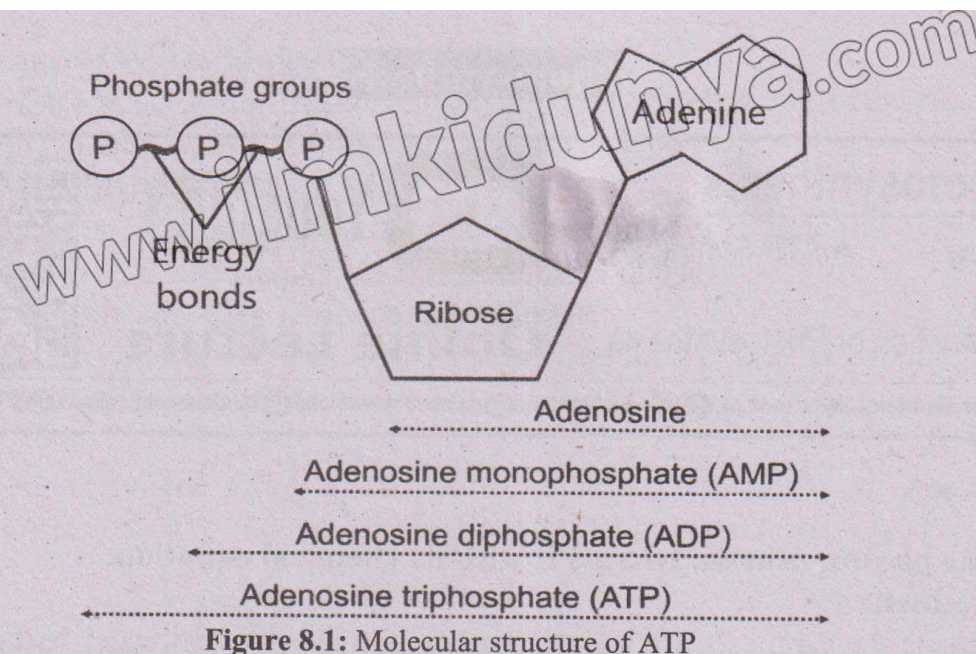 Phosphate groups
Adenine
P P P
Energy
bonds
Ribose
Adenosine
Adenosine monophosphate (AMP)
Adenosine diphosphate (ADP)
Adenosine triphosphate (ATP)
Figure 8.1: Molecular structure of ATP
www.ilmkidunya.com